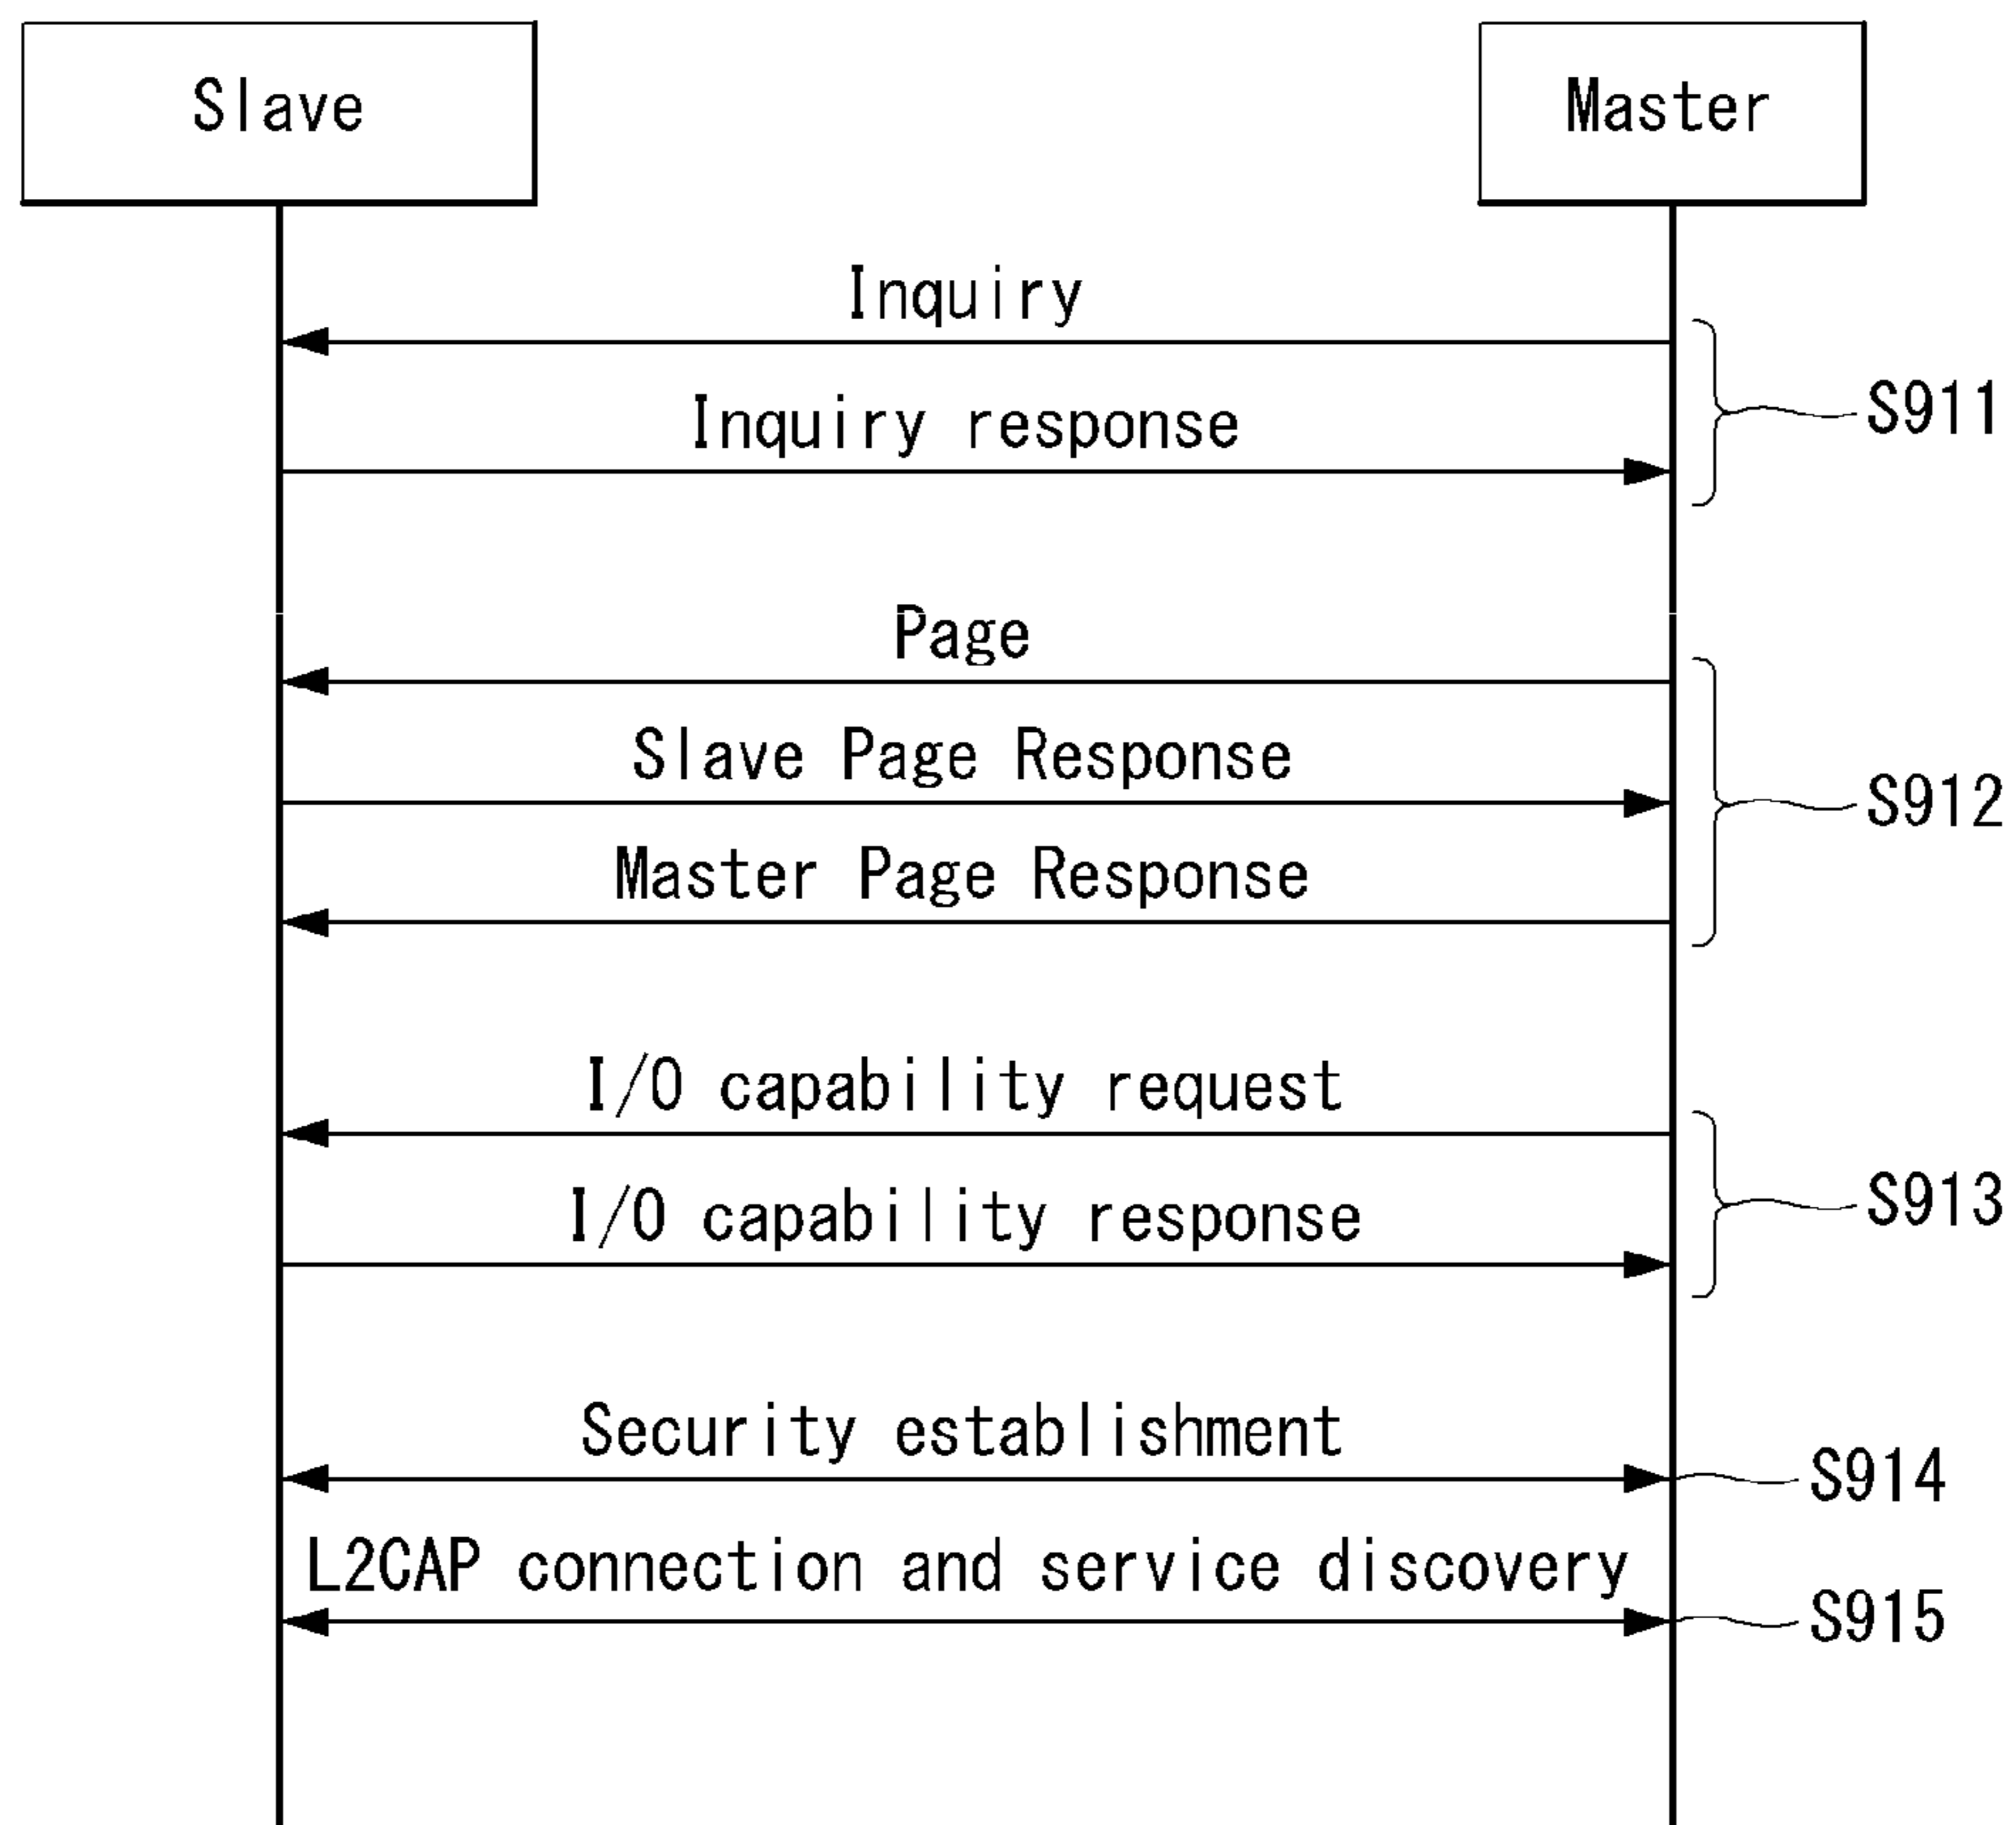 Slave
Master
Inquiry
Inquiry response
S911
Page
Slave Page Response
S912
Master Page Response
I/O capability request
I/O capability response
S913
Security establishment
S914
L2CAP connection and service discovery
S915